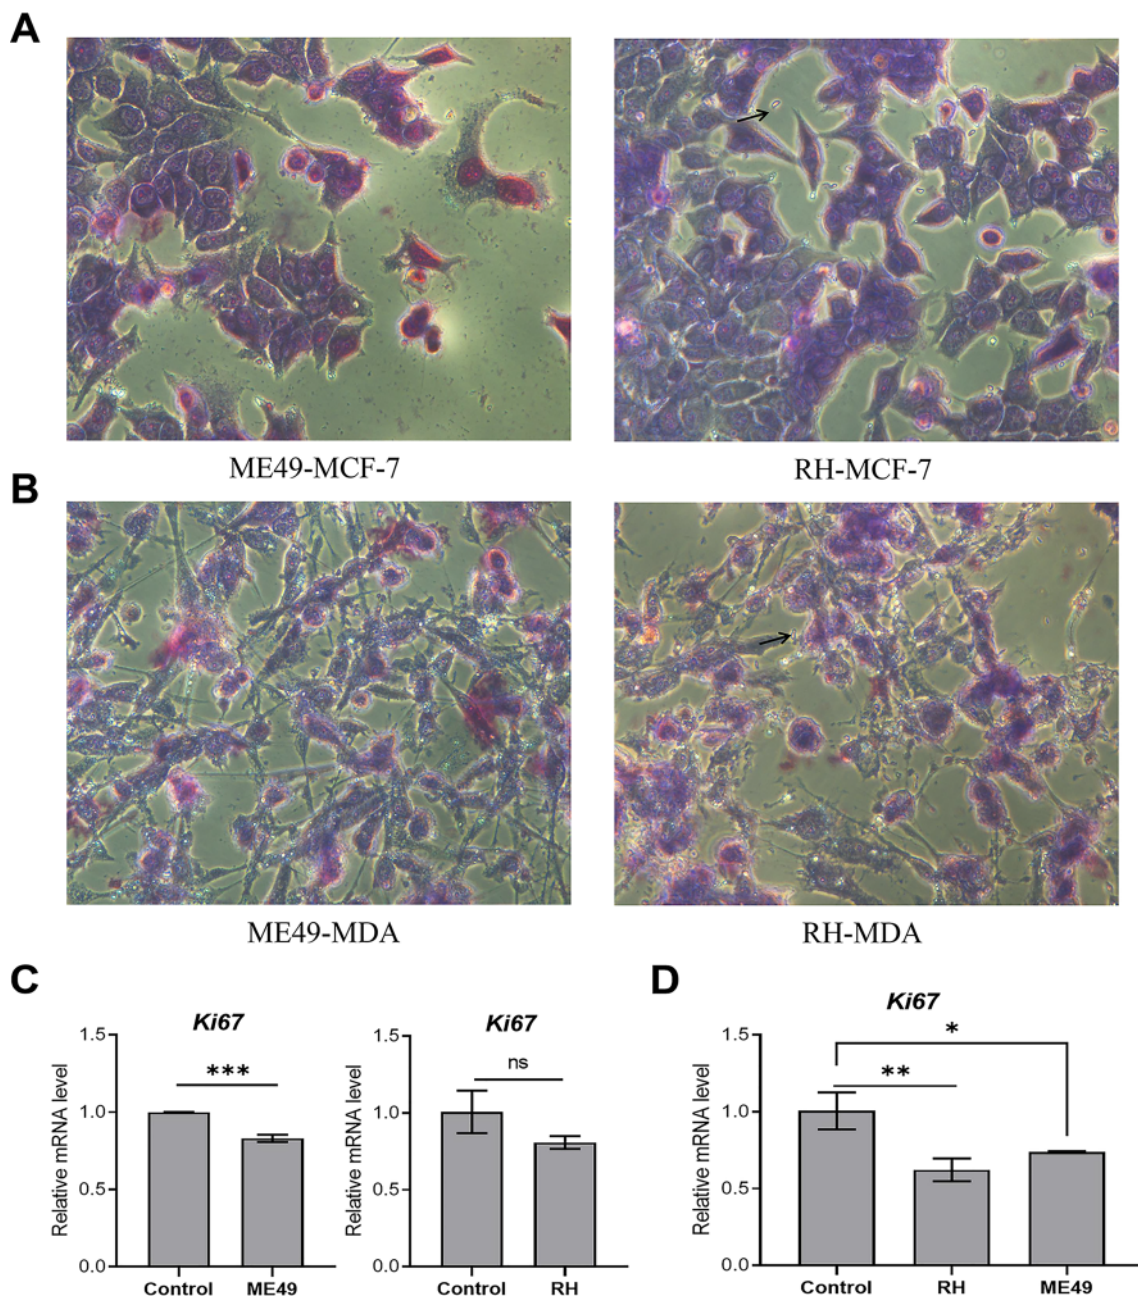 A
ME49-MCF-7 RH-MCF-7
B
ME49-MDA RH-MDA
C D
Ki67 Ki67 Ki67
Relative mRNA level
1.5
1.0
0.5
0.0
***
Control ME49
Relative mRNA level
1.5
1.0
0.5
0.0
ns
Control RH
Relative mRNA level
1.5
1.0
0.5
0.0
*
**
Control RH ME49